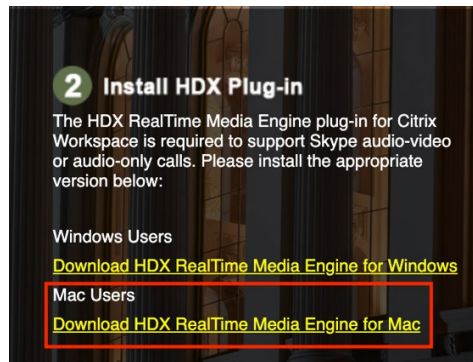 2 Install HDX Plug-in
The HDX RealTime Media Engine plug-in for Citrix
Workspace is required to support Skype audio-video
or audio-only calls. Please install the appropriate
version below:
Windows Users
Download HDX RealTime Media Engine for Windows
Mac Users
Download HDX RealTime Media Engine for Mac